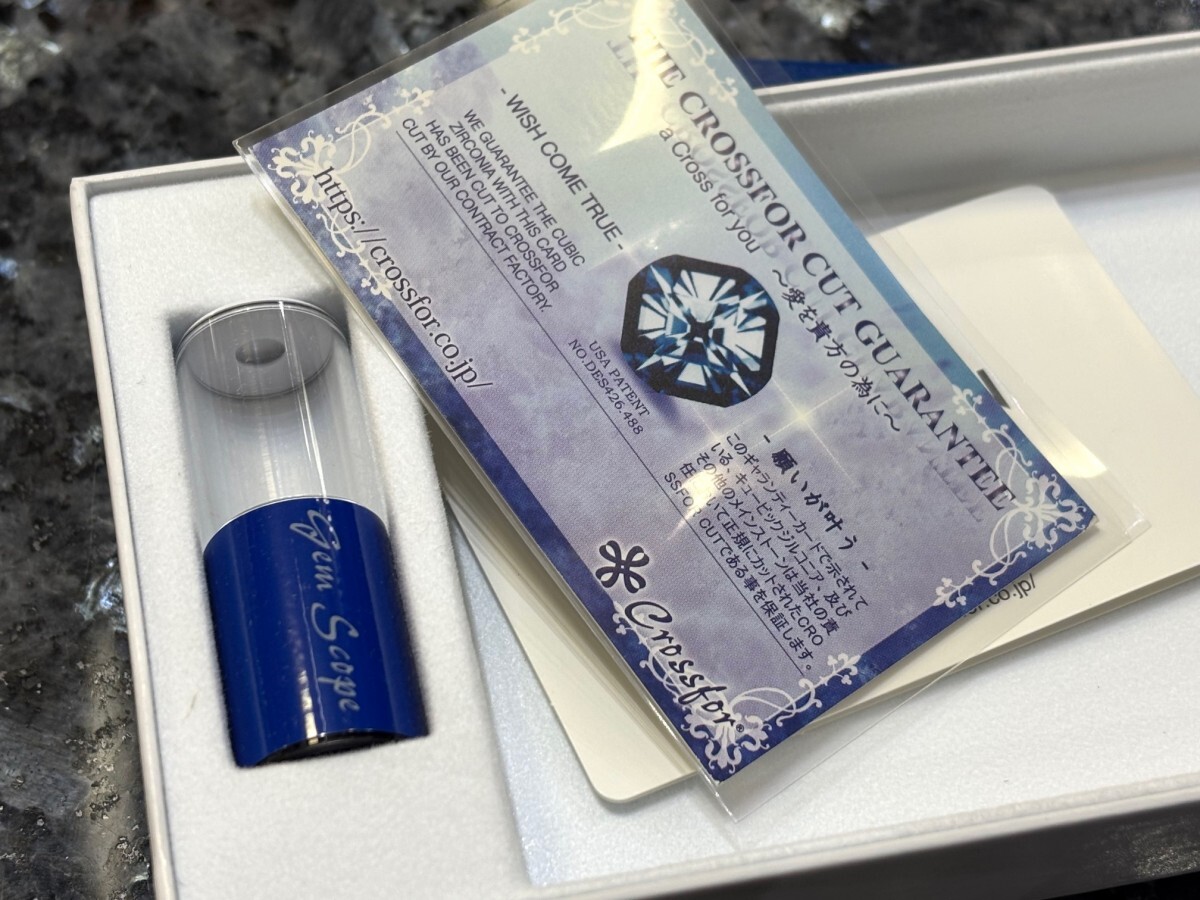 THE CROSSFOR CUT GUARANTEE
a Cross for you ～愛を貴方の為に～
- WISH COME TRUE -
WE GUARANTEE THE CUBIC
ZIRCONIA WITH THIS CARD
HAS BEEN CUT TO CROSSFOR
CUT BY OUR CONTRACT FACTORY.
USA PATENT
NO.DES426.488
- 願いが叶う -
このギャランティーカードで示されて
いる、キュービックジルコニア、及び
その他のメインストーンは当社の責
任において正規にカットされたCRO
SSFOR CUTである事を保証します。
https://crossfor.co.jp/
Crossfor®
Gem Scope
or.co.jp/